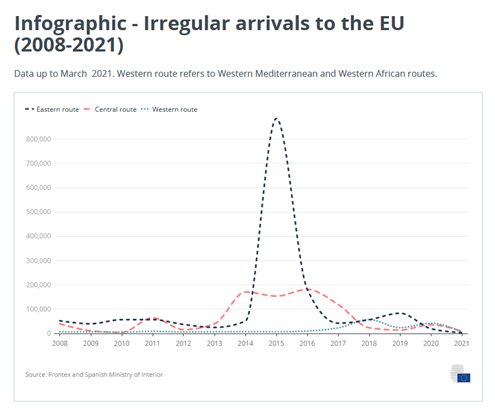 Infographic - Irregular arrivals to the EU
(2008-2021)
Data up to March 2021. Western route refers to Western Mediterranean and Western African routes.
Eastern route Central route Western route
800,000
700,000
600,000
500,000
400,000
300,000
200,000
100,000
0
2008 2009 2010 2011 2012 2013 2014 2015 2016 2017 2018 2019 2020 2021
Source: Frontex and Spanish Ministry of Interior